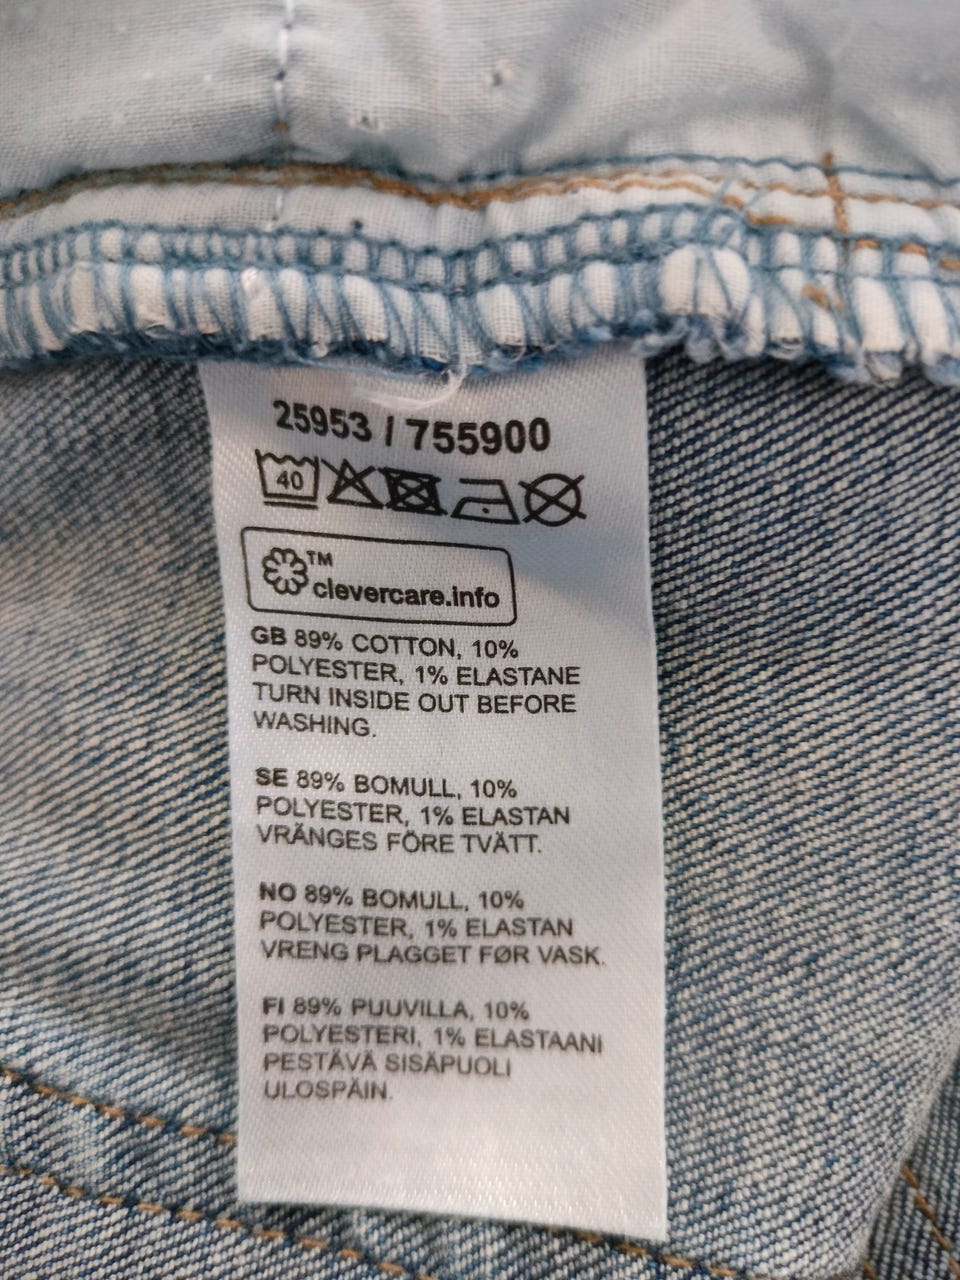 25953 / 755900
40
TM
clevercare.info
GB 89% COTTON, 10%
POLYESTER, 1% ELASTANE
TURN INSIDE OUT BEFORE
WASHING.
SE 89% BOMULL, 10%
POLYESTER, 1% ELASTAN
VRÄNGES FÖRE TVÄTT.
NO 89% BOMULL, 10%
POLYESTER, 1% ELASTAN
VRENG PLAGGET FØR VASK.
FI 89% PUUVILLA, 10%
POLYESTERI, 1% ELASTAANI
PESTÄVÄ SISÄPUOLI
ULOSPÄIN.